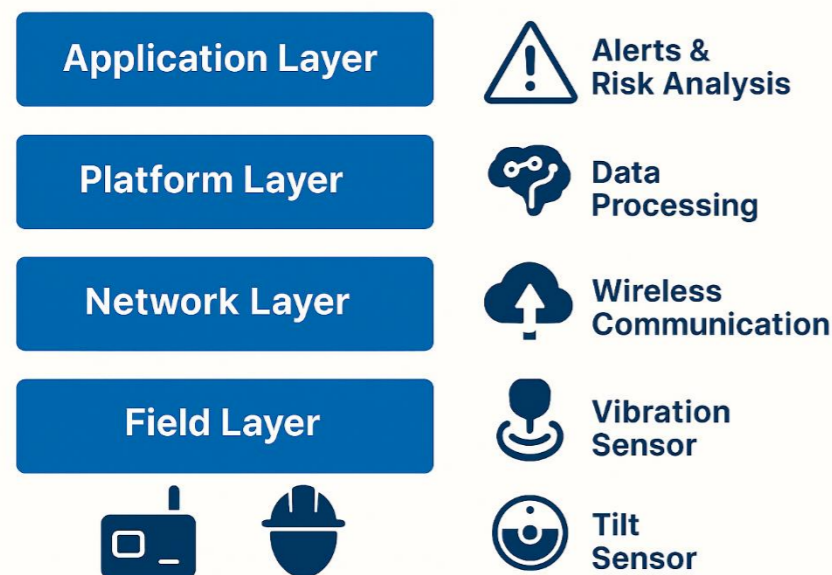 Application Layer
Alerts &
Risk Analysis
Platform Layer
Data
Processing
Network Layer
Wireless
Communication
Field Layer
Vibration
Sensor
Tilt
Sensor